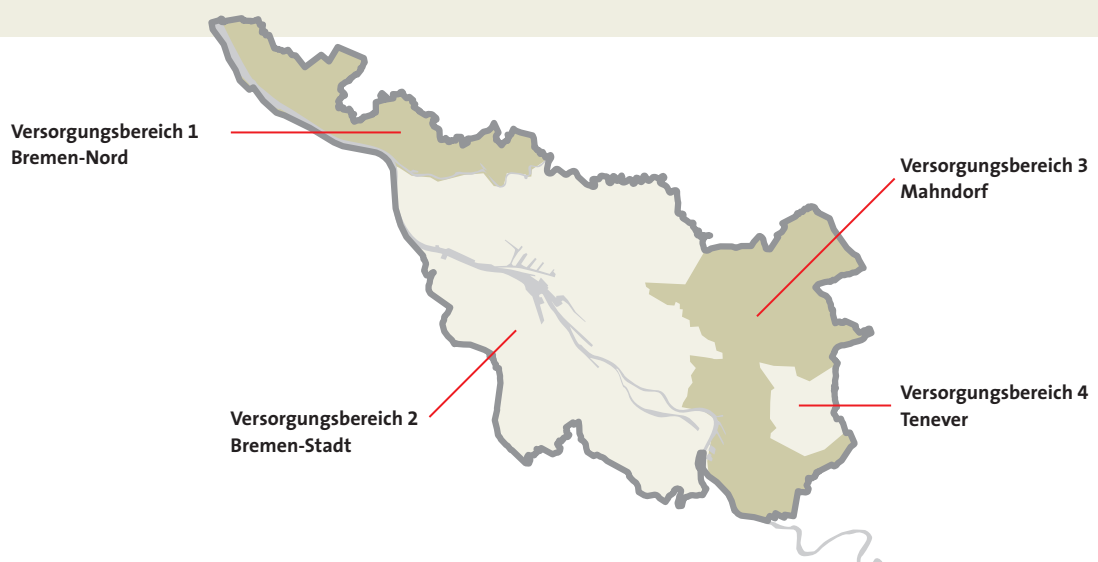 Versorgungsbereich 1
Bremen-Nord
Versorgungsbereich 3
Mahndorf
Versorgungsbereich 2
Bremen-Stadt
Versorgungsbereich 4
Tenever